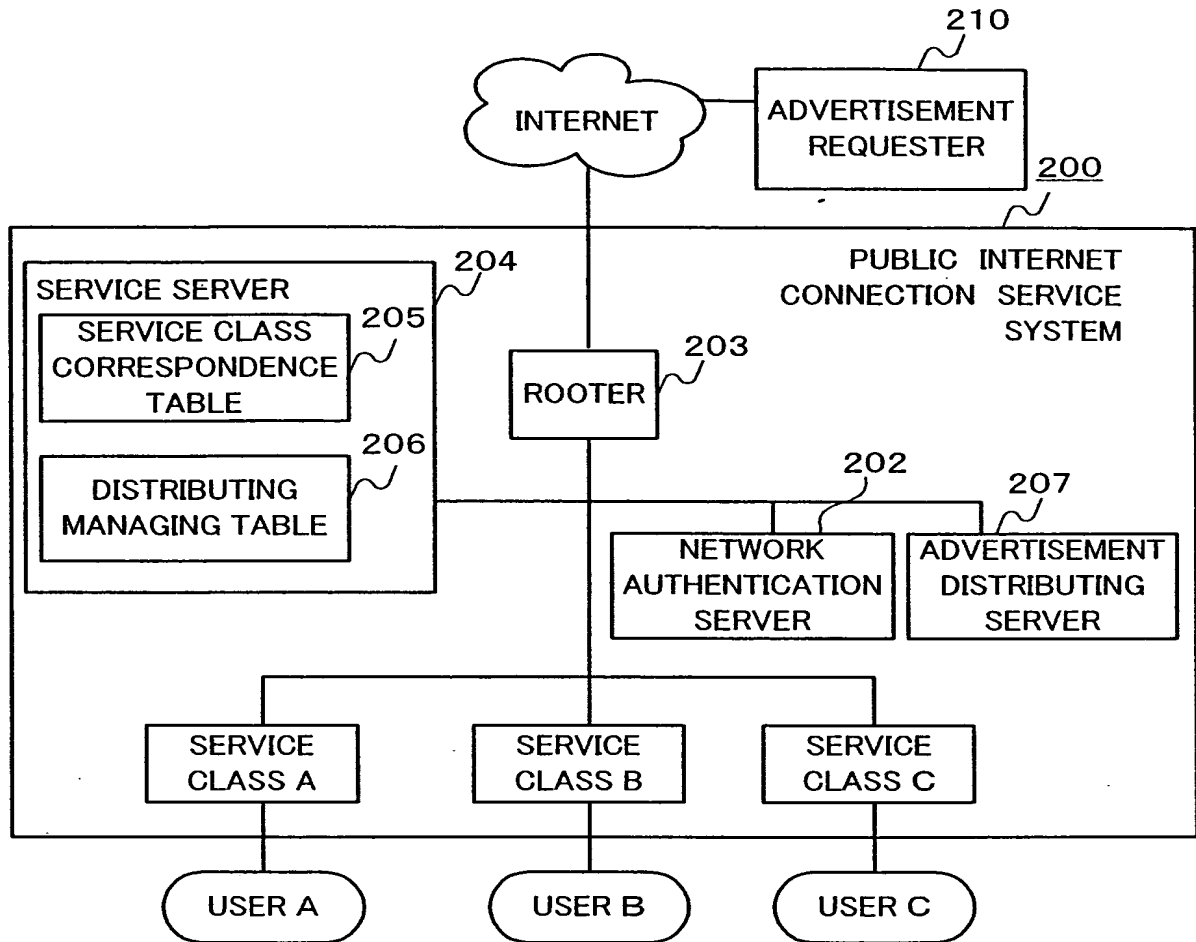 210
INTERNET
ADVERTISEMENT
REQUESTER
200
PUBLIC INTERNET
CONNECTION SERVICE
SYSTEM
204
SERVICE SERVER
205
SERVICE CLASS
CORRESPONDENCE
TABLE
203
ROOTER
206
DISTRIBUTING
MANAGING TABLE
202
207
NETWORK
AUTHENTICATION
SERVER
ADVERTISEMENT
DISTRIBUTING
SERVER
SERVICE
CLASS A
SERVICE
CLASS B
SERVICE
CLASS C
USER A
USER B
USER C